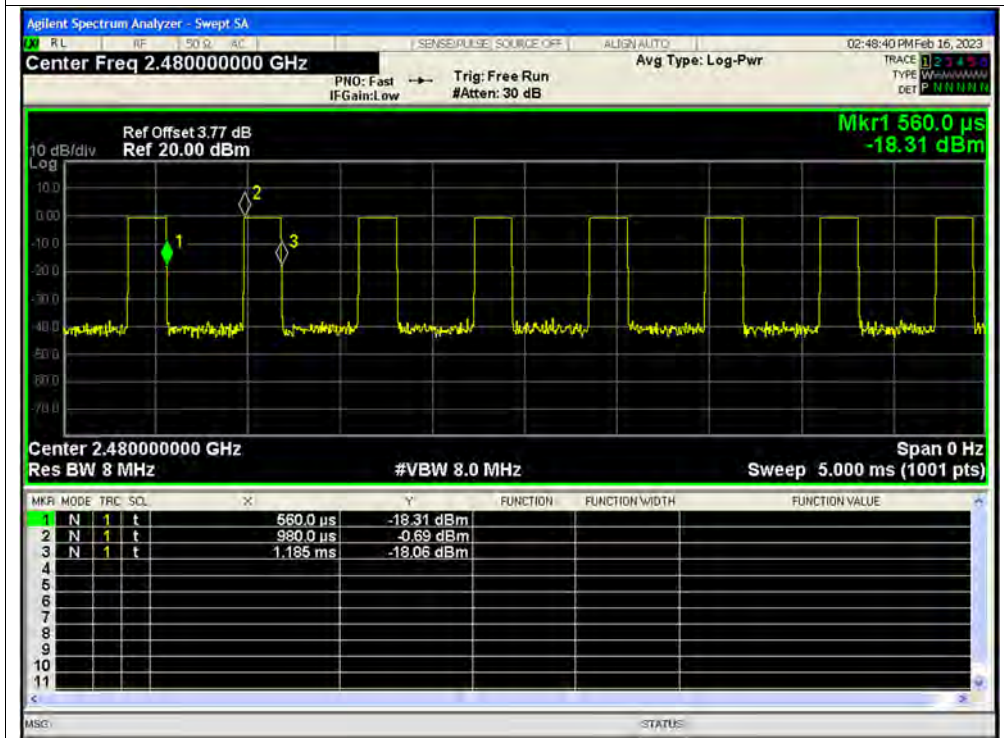 Agilent Spectrum Analyzer - Swept SA
RL RF 50 Ω AC SENSE:PULSE SOURCE OFF ALIGN AUTO 02:48:40 PM Feb 16, 2023
Center Freq 2.480000000 GHz Avg Type: Log-Pwr TRACE 1 2 3 4 5 6
PNO: Fast Trig: Free Run TYPE
IFGain:Low #Atten: 30 dB DET P N N N N N
Mkr1 560.0 µs
Ref Offset 3.77 dB
10 dB/div Ref 20.00 dBm -18.31 dBm
Log
10.0
2
0.00
1
3
-10.0
-20.0
-30.0
-40.0
-50.0
-60.0
-70.0
Center 2.480000000 GHz Span 0 Hz
Res BW 8 MHz #VBW 8.0 MHz Sweep 5.000 ms (1001 pts)
MKR MODE TRC SCL X Y FUNCTION FUNCTION WIDTH FUNCTION VALUE
1 N 1 t 560.0 µs -18.31 dBm
2 N 1 t 980.0 µs -0.69 dBm
3 N 1 t 1.185 ms -18.06 dBm
4
5
6
7
8
9
10
11
MSG STATUS